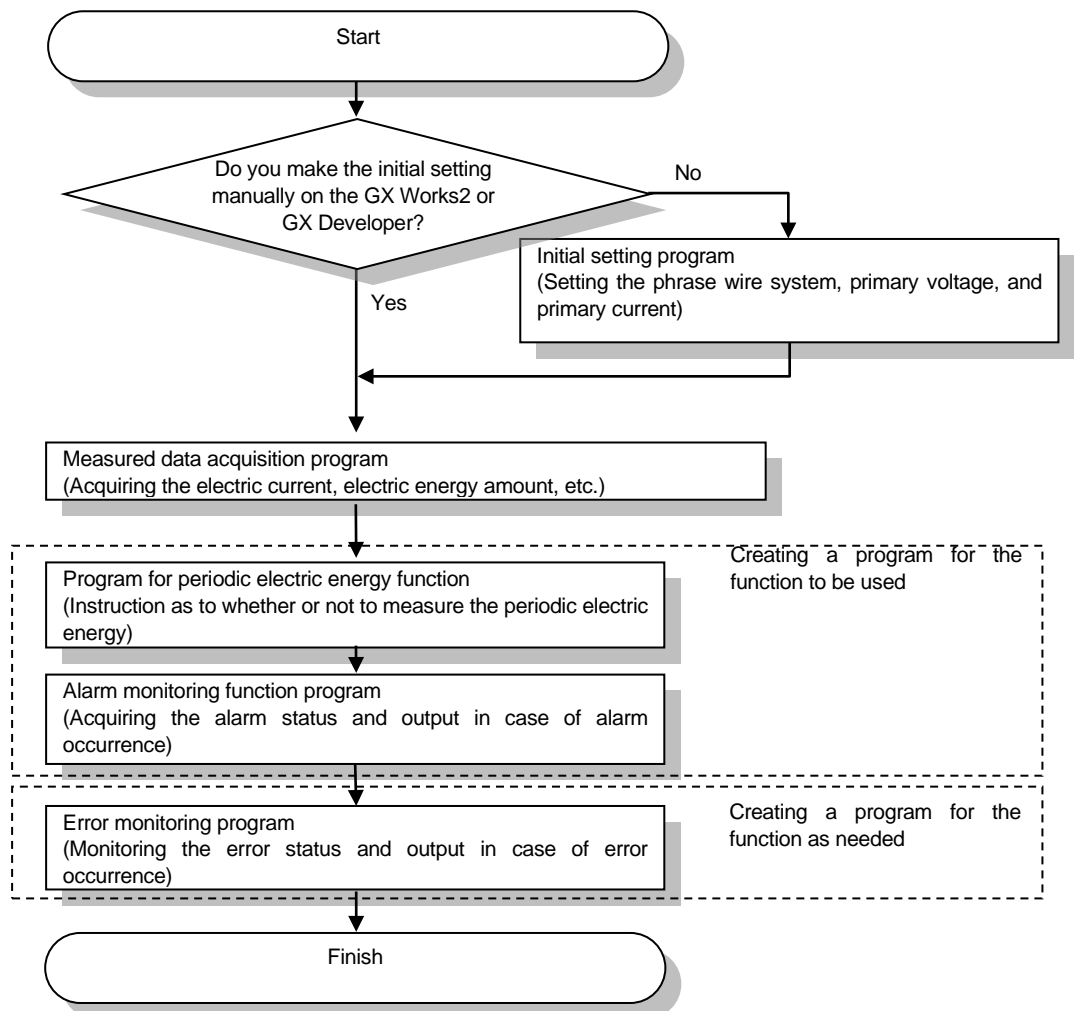 Start
Do you make the initial setting
manually on the GX Works2 or
GX Developer?
No
Initial setting program
(Setting the phrase wire system, primary voltage, and
primary current)
Yes
Measured data acquisition program
(Acquiring the electric current, electric energy amount, etc.)
Creating a program for the
function to be used
Program for periodic electric energy function
(Instruction as to whether or not to measure the periodic electric
energy)
Alarm monitoring function program
(Acquiring the alarm status and output in case of alarm
occurrence)
Creating a program for the
function as needed
Error monitoring program
(Monitoring the error status and output in case of error
occurrence)
Finish